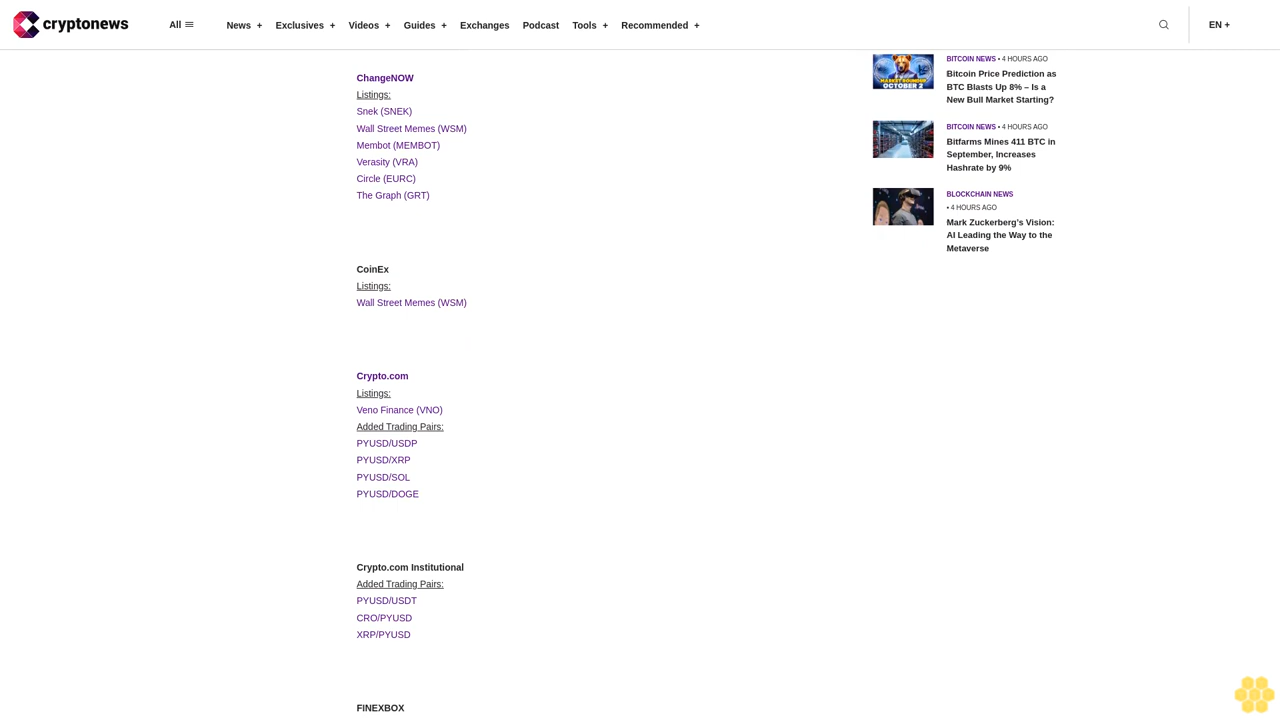 cryptonews
All
News +
Exclusives +
Videos +
Guides +
Exchanges
Podcast
Tools +
Recommended +
EN +
ChangeNOW
Listings:
Snek (SNEK)
Wall Street Memes (WSM)
Membot (MEMBOT)
Verasity (VRA)
Circle (EURC)
The Graph (GRT)
CoinEx
Listings:
Wall Street Memes (WSM)
Crypto.com
Listings:
Veno Finance (VNO)
Added Trading Pairs:
PYUSD/USDP
PYUSD/XRP
PYUSD/SOL
PYUSD/DOGE
Crypto.com Institutional
Added Trading Pairs:
PYUSD/USDT
CRO/PYUSD
XRP/PYUSD
FINEXBOX
MARKET ROUNDUP
OCTOBER 2
BITCOIN NEWS • 4 HOURS AGO
Bitcoin Price Prediction as
BTC Blasts Up 8% – Is a
New Bull Market Starting?
BITCOIN NEWS • 4 HOURS AGO
Bitfarms Mines 411 BTC in
September, Increases
Hashrate by 9%
BLOCKCHAIN NEWS
• 4 HOURS AGO
Mark Zuckerberg’s Vision:
AI Leading the Way to the
Metaverse